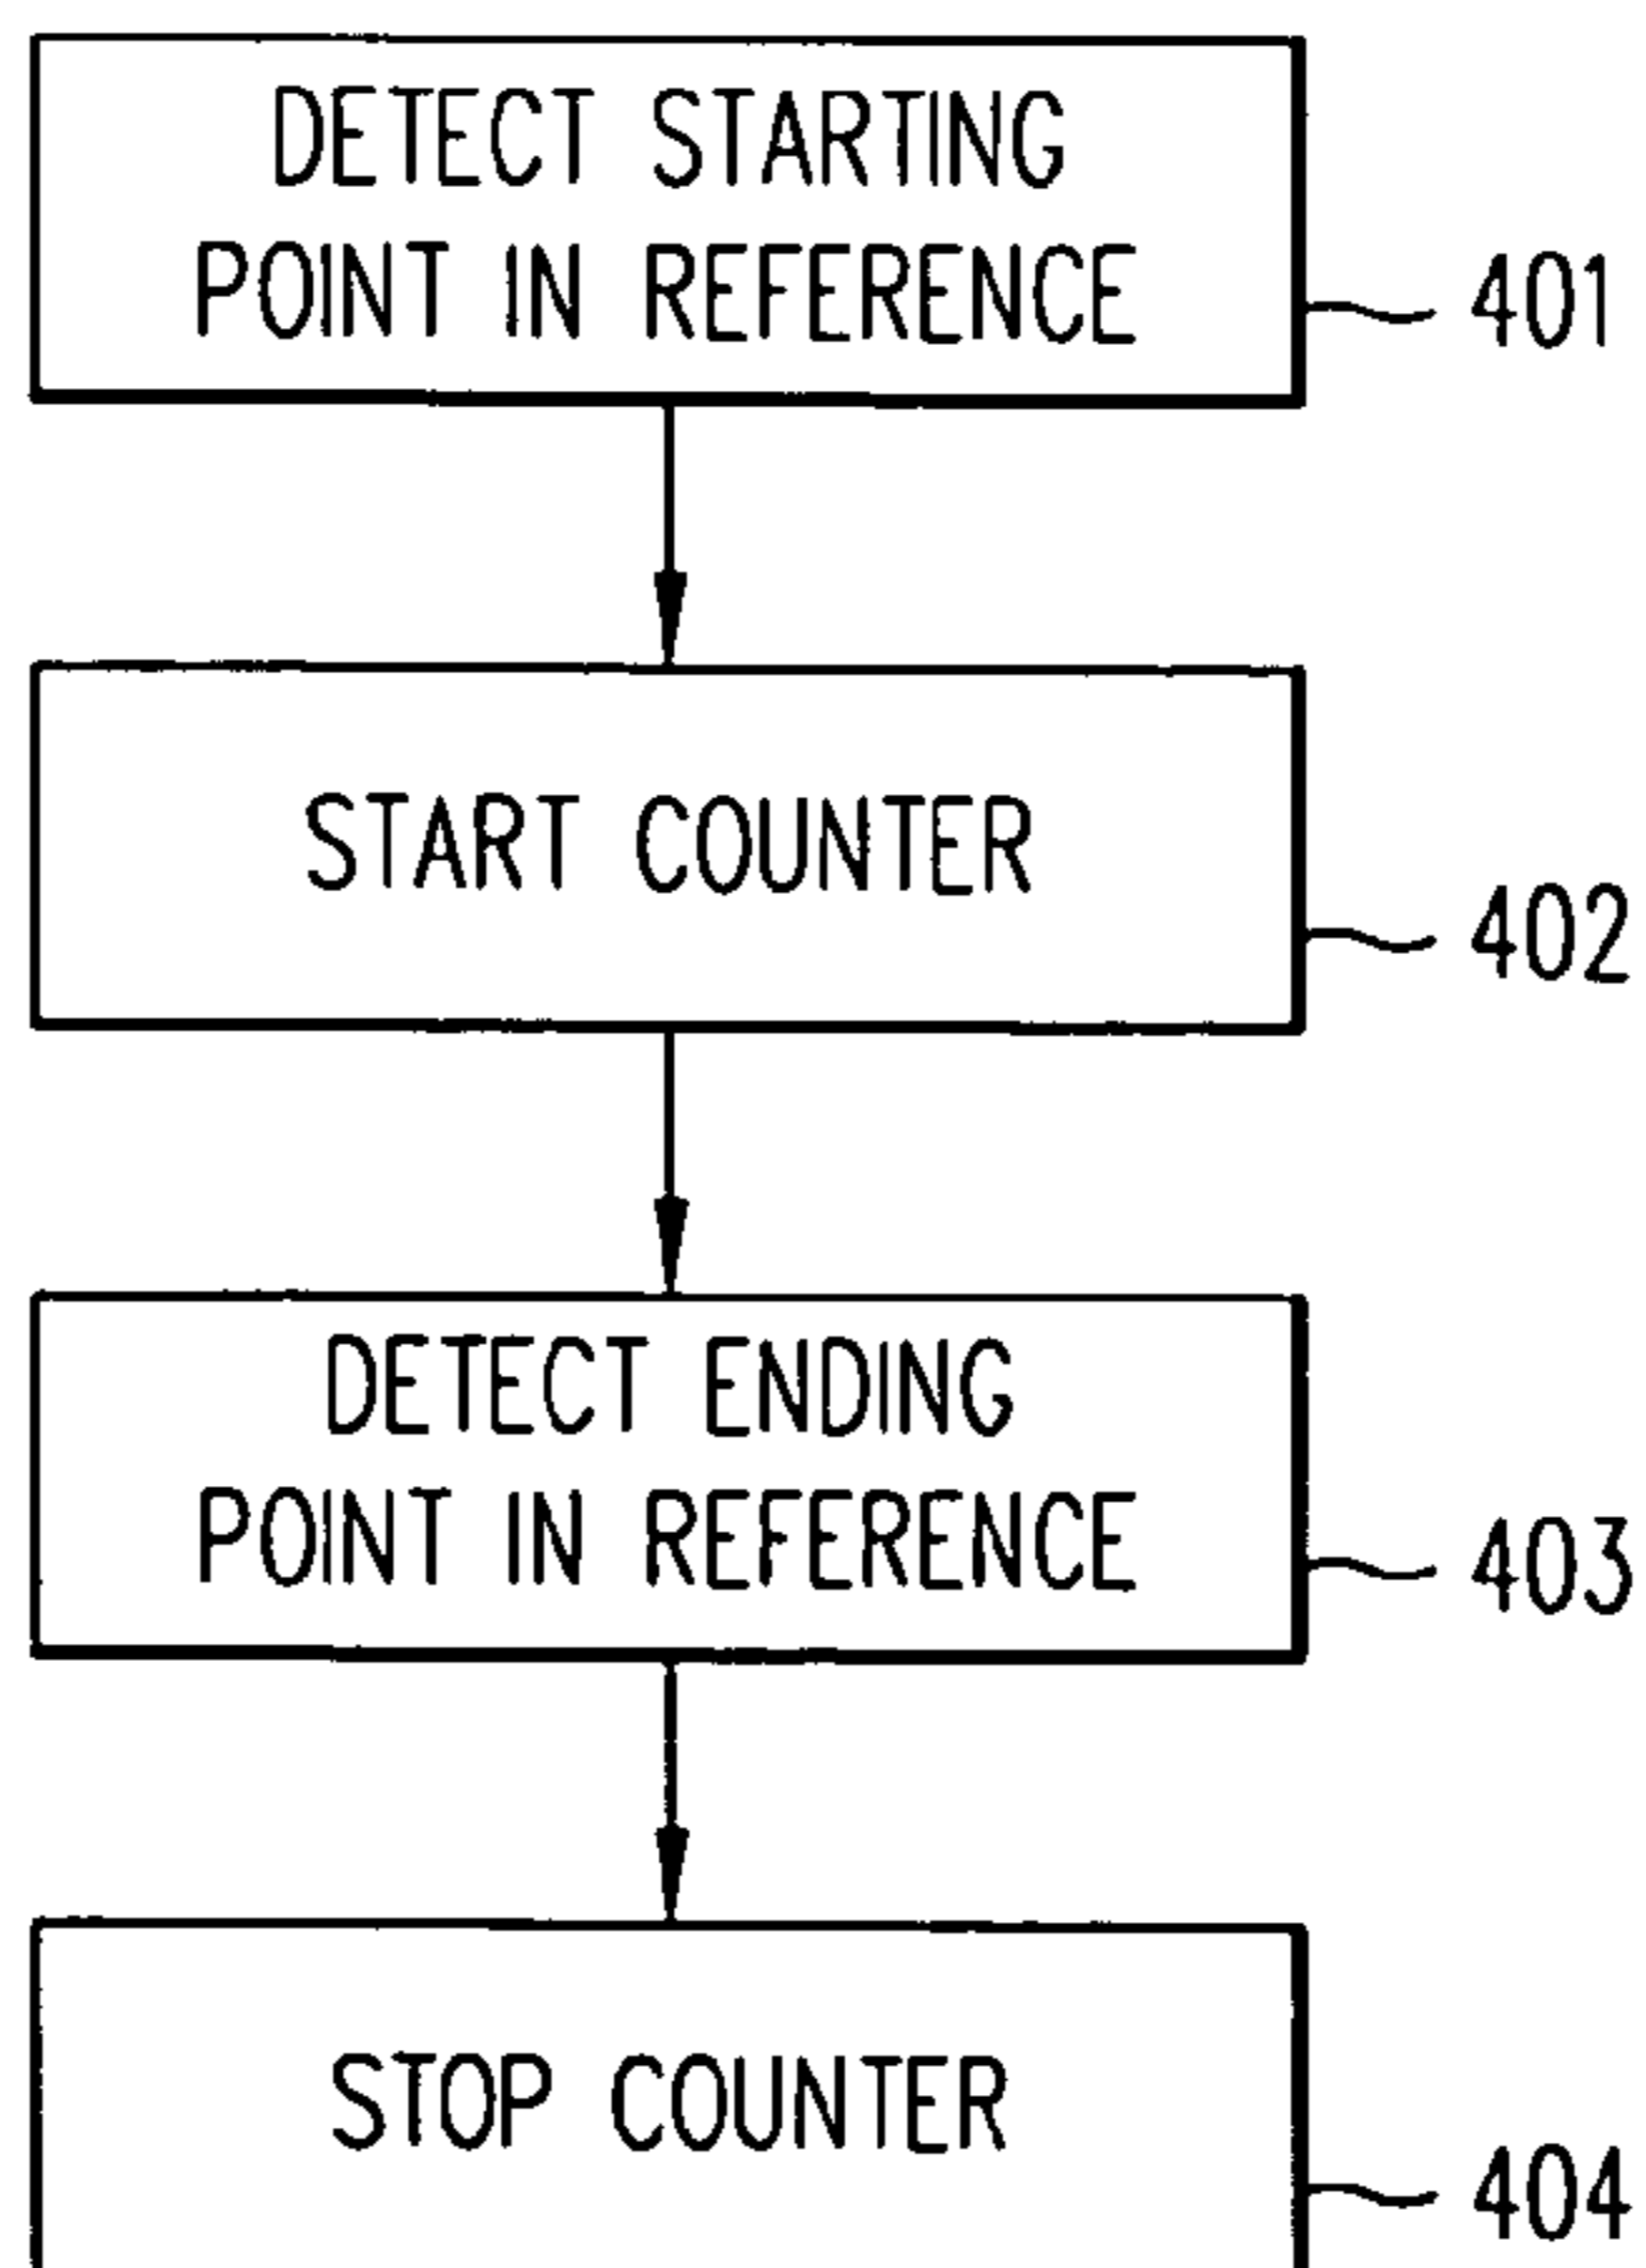 DETECT STARTING
POINT IN REFERENCE
401
START COUNTER
402
DETECT ENDING
POINT IN REFERENCE
403
STOP COUNTER
404